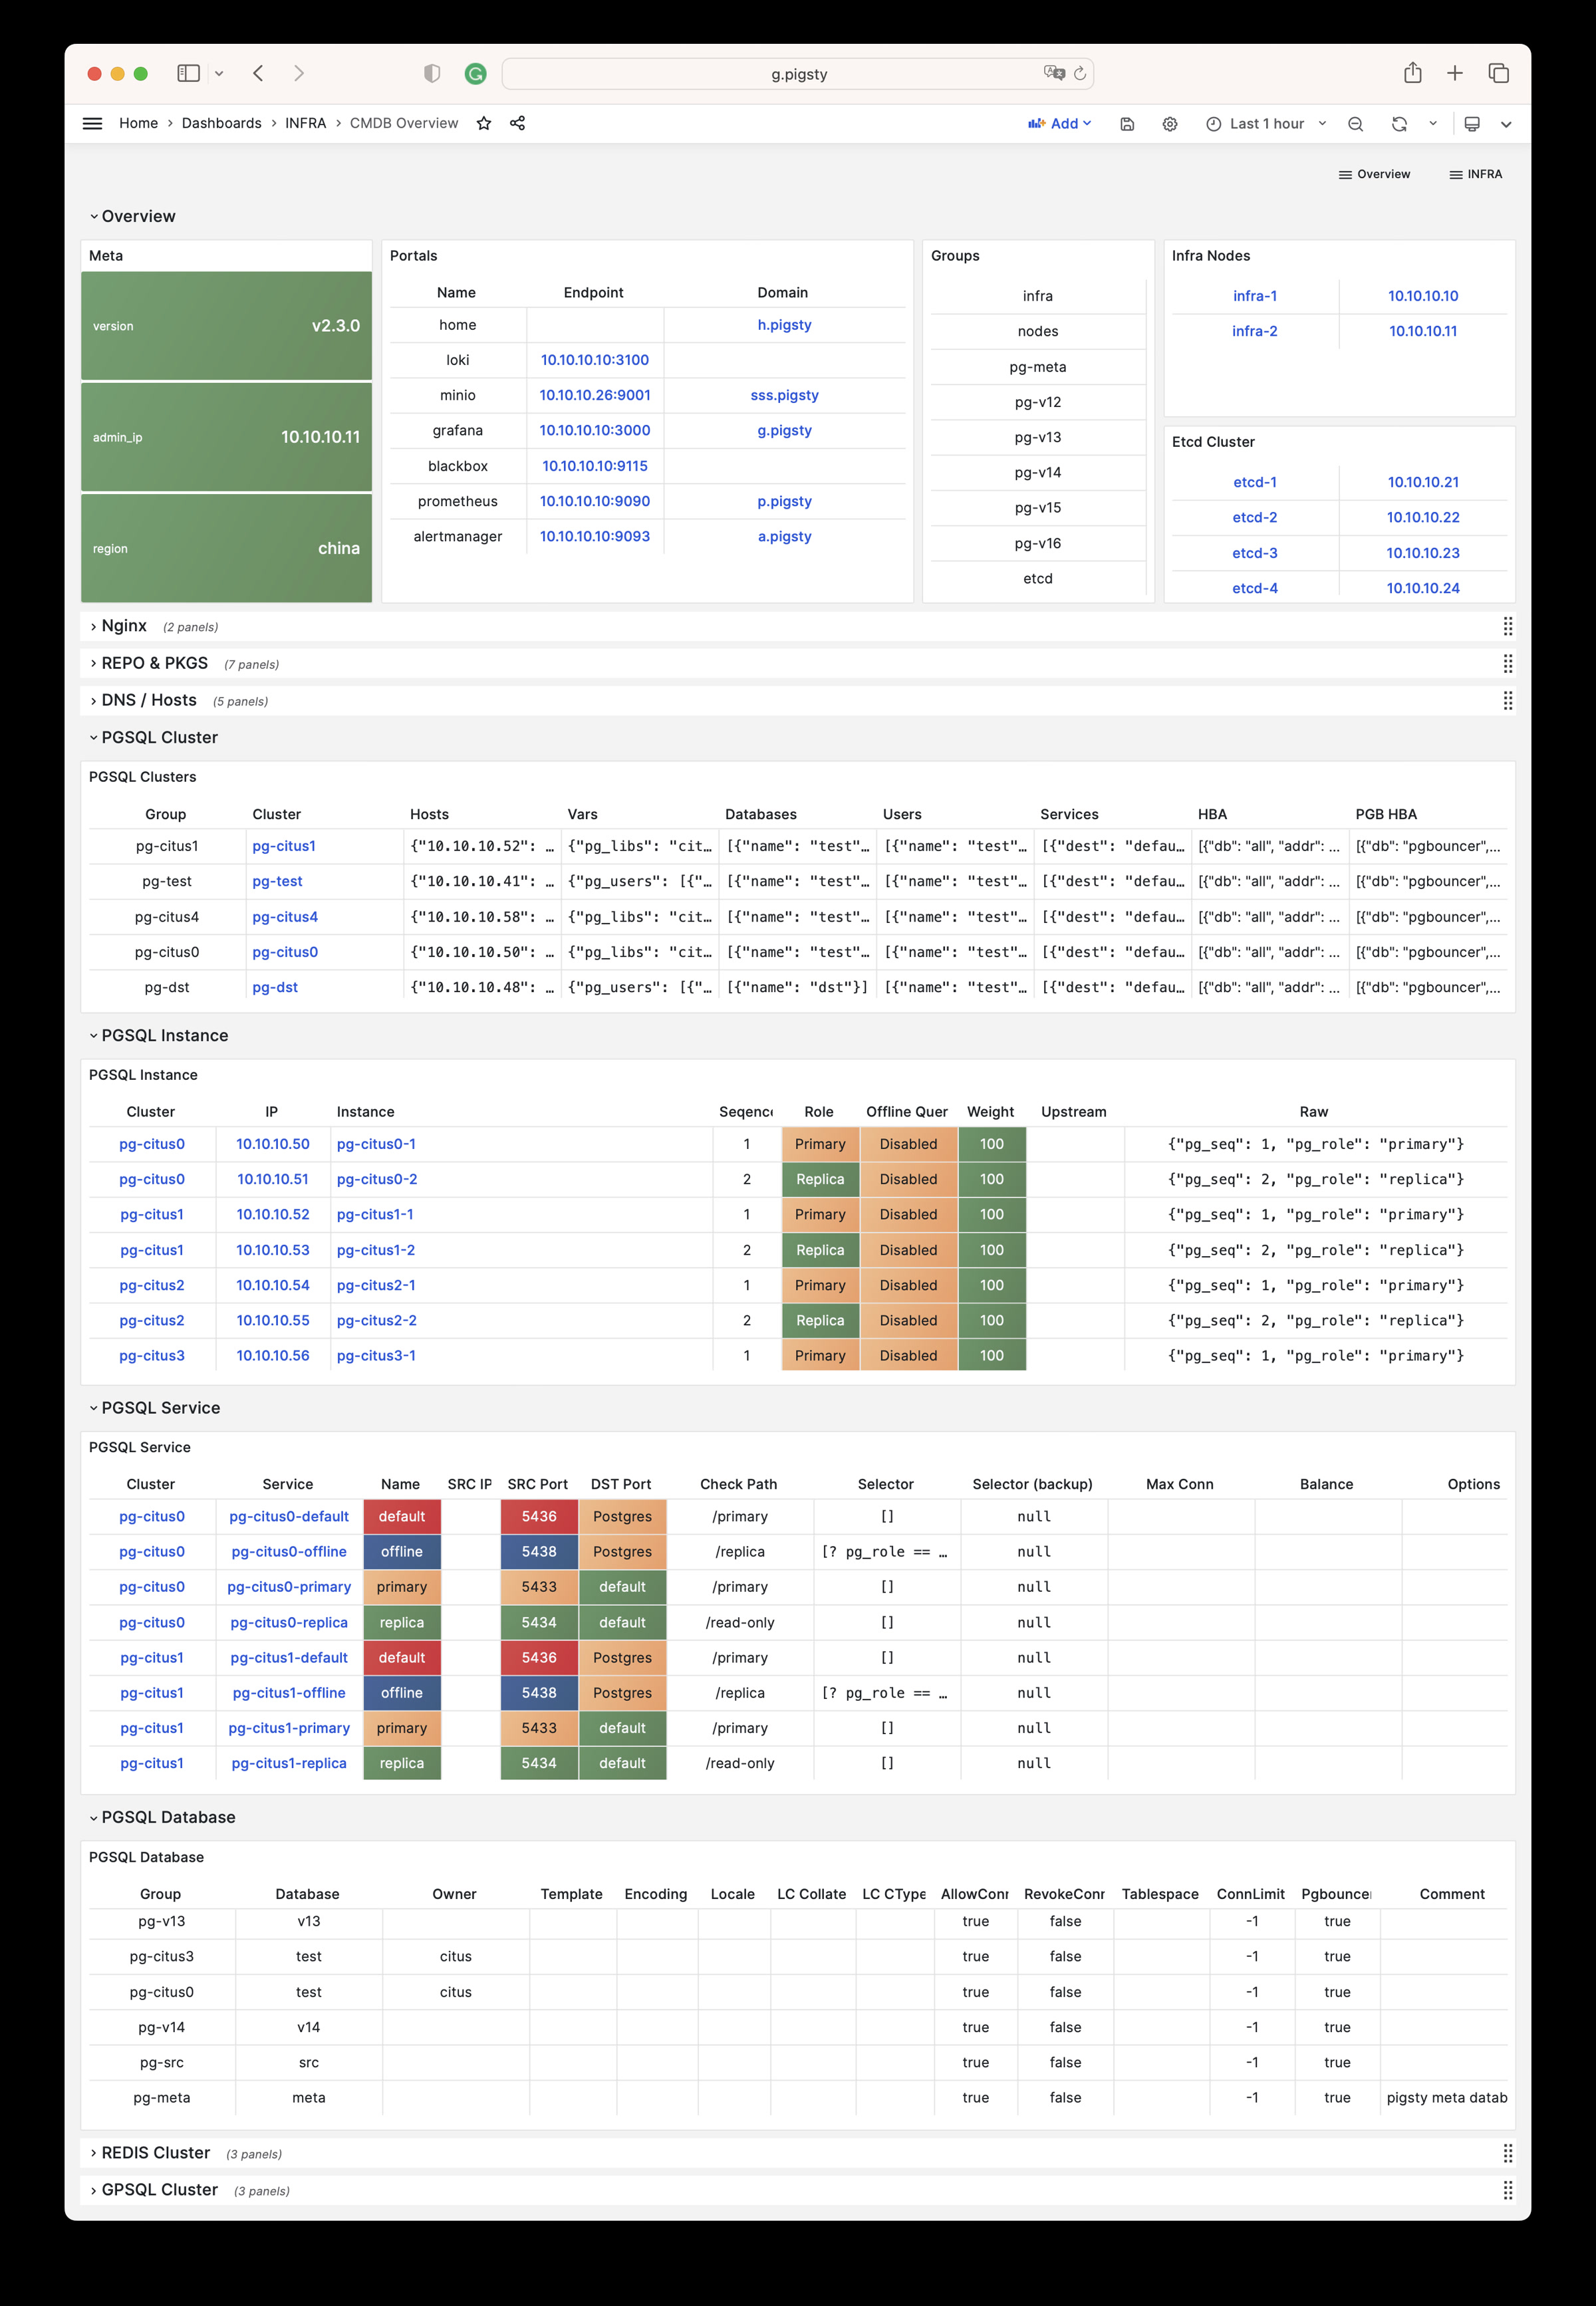 g.pigsty
Home › Dashboards › INFRA › CMDB Overview
Add
Last 1 hour
Overview INFRA
Overview
Meta
version v2.3.0
admin_ip 10.10.10.11
region china
Portals
Name Endpoint Domain
home h.pigsty
loki 10.10.10.10:3100
minio 10.10.10.26:9001 sss.pigsty
grafana 10.10.10.10:3000 g.pigsty
blackbox 10.10.10.10:9115
prometheus 10.10.10.10:9090 p.pigsty
alertmanager 10.10.10.10:9093 a.pigsty
Groups
infra
nodes
pg-meta
pg-v12
pg-v13
pg-v14
pg-v15
pg-v16
etcd
Infra Nodes
infra-1 10.10.10.10
infra-2 10.10.10.11
Etcd Cluster
etcd-1 10.10.10.21
etcd-2 10.10.10.22
etcd-3 10.10.10.23
etcd-4 10.10.10.24
Nginx (2 panels)
REPO & PKGS (7 panels)
DNS / Hosts (5 panels)
PGSQL Cluster
PGSQL Clusters
Group Cluster Hosts Vars Databases Users Services HBA PGB HBA
pg-citus1 pg-citus1 {"10.10.10.52": … {"pg_libs": "cit… [{"name": "test"… [{"name": "test"… [{"dest": "defau… [{"db": "all", "addr": … [{"db": "pgbouncer",…
pg-test pg-test {"10.10.10.41": … {"pg_users": [{"… [{"name": "test"… [{"name": "test"… [{"dest": "defau… [{"db": "all", "addr": … [{"db": "pgbouncer",…
pg-citus4 pg-citus4 {"10.10.10.58": … {"pg_libs": "cit… [{"name": "test"… [{"name": "test"… [{"dest": "defau… [{"db": "all", "addr": … [{"db": "pgbouncer",…
pg-citus0 pg-citus0 {"10.10.10.50": … {"pg_libs": "cit… [{"name": "test"… [{"name": "test"… [{"dest": "defau… [{"db": "all", "addr": … [{"db": "pgbouncer",…
pg-dst pg-dst {"10.10.10.48": … {"pg_users": [{"… [{"name": "dst"}] [{"name": "test"… [{"dest": "defau… [{"db": "all", "addr": … [{"db": "pgbouncer",…
PGSQL Instance
PGSQL Instance
Cluster IP Instance Seqenc Role Offline Quer Weight Upstream Raw
pg-citus0 10.10.10.50 pg-citus0-1 1 Primary Disabled 100 {"pg_seq": 1, "pg_role": "primary"}
pg-citus0 10.10.10.51 pg-citus0-2 2 Replica Disabled 100 {"pg_seq": 2, "pg_role": "replica"}
pg-citus1 10.10.10.52 pg-citus1-1 1 Primary Disabled 100 {"pg_seq": 1, "pg_role": "primary"}
pg-citus1 10.10.10.53 pg-citus1-2 2 Replica Disabled 100 {"pg_seq": 2, "pg_role": "replica"}
pg-citus2 10.10.10.54 pg-citus2-1 1 Primary Disabled 100 {"pg_seq": 1, "pg_role": "primary"}
pg-citus2 10.10.10.55 pg-citus2-2 2 Replica Disabled 100 {"pg_seq": 2, "pg_role": "replica"}
pg-citus3 10.10.10.56 pg-citus3-1 1 Primary Disabled 100 {"pg_seq": 1, "pg_role": "primary"}
PGSQL Service
PGSQL Service
Cluster Service Name SRC IP SRC Port DST Port Check Path Selector Selector (backup) Max Conn Balance Options
pg-citus0 pg-citus0-default default 5436 Postgres /primary [] null
pg-citus0 pg-citus0-offline offline 5438 Postgres /replica [? pg_role == … null
pg-citus0 pg-citus0-primary primary 5433 default /primary [] null
pg-citus0 pg-citus0-replica replica 5434 default /read-only [] null
pg-citus1 pg-citus1-default default 5436 Postgres /primary [] null
pg-citus1 pg-citus1-offline offline 5438 Postgres /replica [? pg_role == … null
pg-citus1 pg-citus1-primary primary 5433 default /primary [] null
pg-citus1 pg-citus1-replica replica 5434 default /read-only [] null
PGSQL Database
PGSQL Database
Group Database Owner Template Encoding Locale LC Collate LC CType AllowConn RevokeConn Tablespace ConnLimit Pgbounce Comment
pg-v13 v13 true false -1 true
pg-citus3 test citus true false -1 true
pg-citus0 test citus true false -1 true
pg-v14 v14 true false -1 true
pg-src src true false -1 true
pg-meta meta true false -1 true pigsty meta datab
REDIS Cluster (3 panels)
GPSQL Cluster (3 panels)